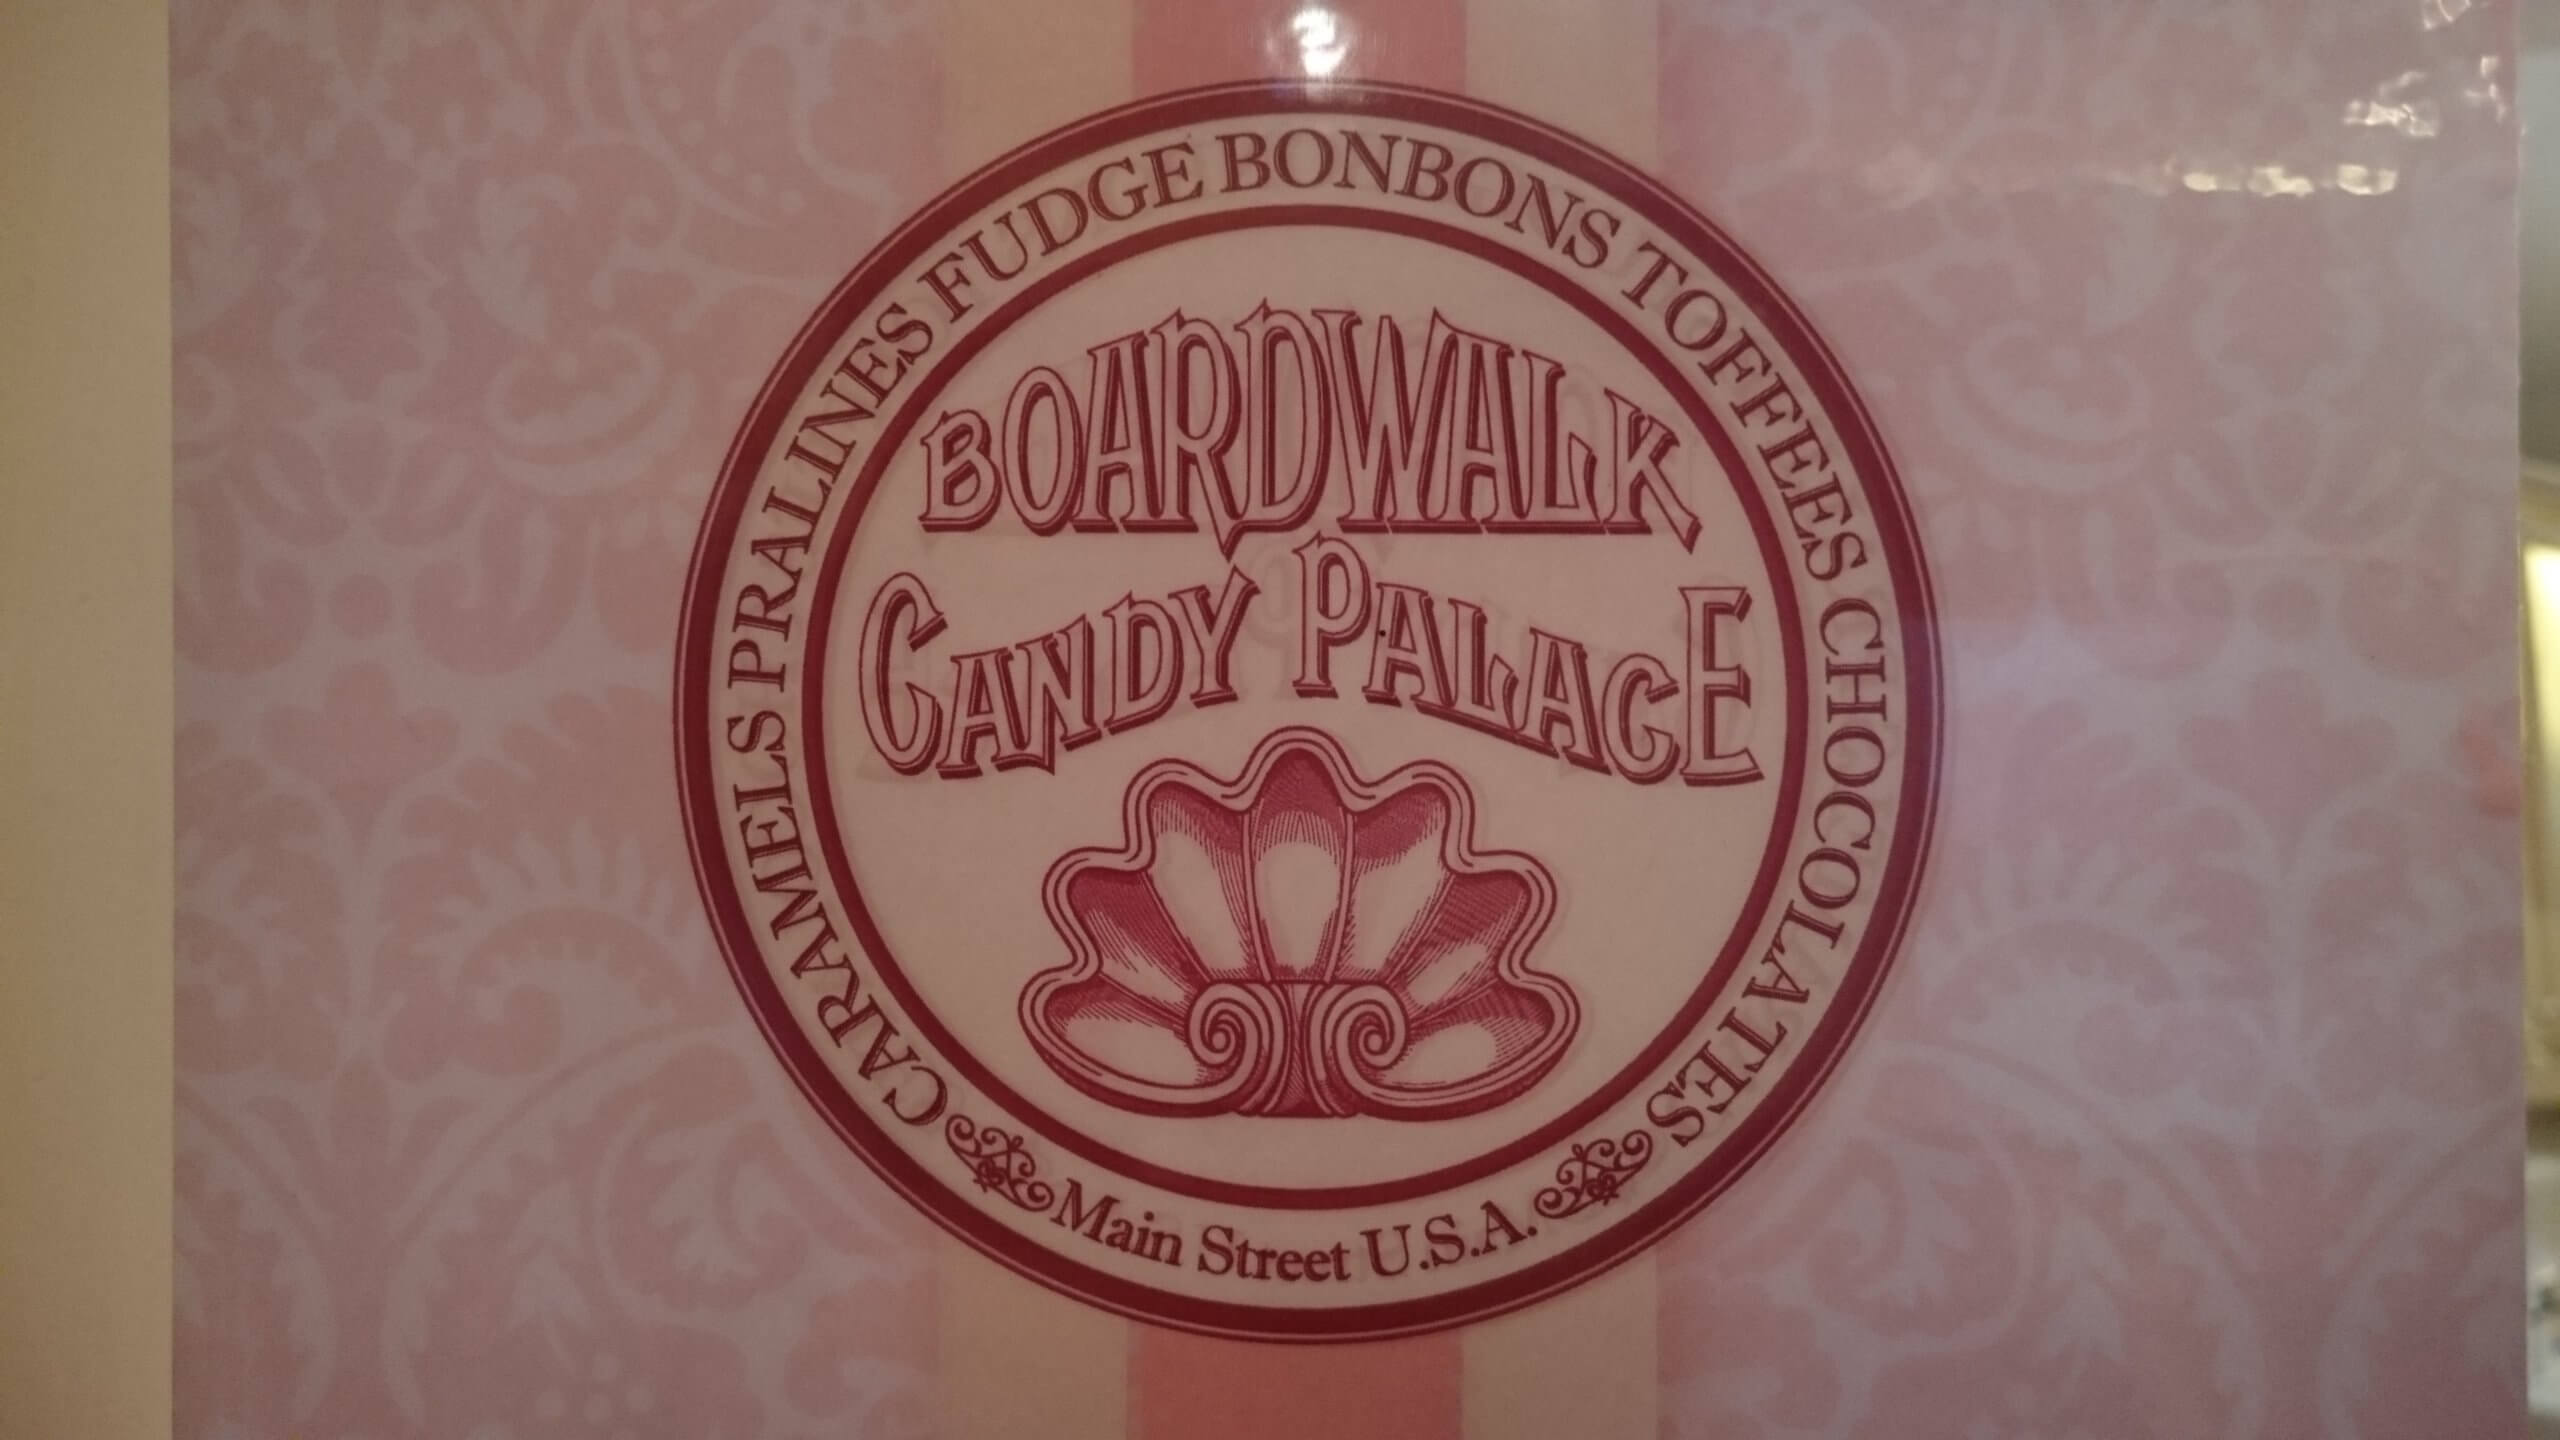 CARAMELS PRALINES FUDGE BONBONS TOFFEES CHOCOLATES
BOARDWALK
CANDY PALACE
Main Street U.S.A.